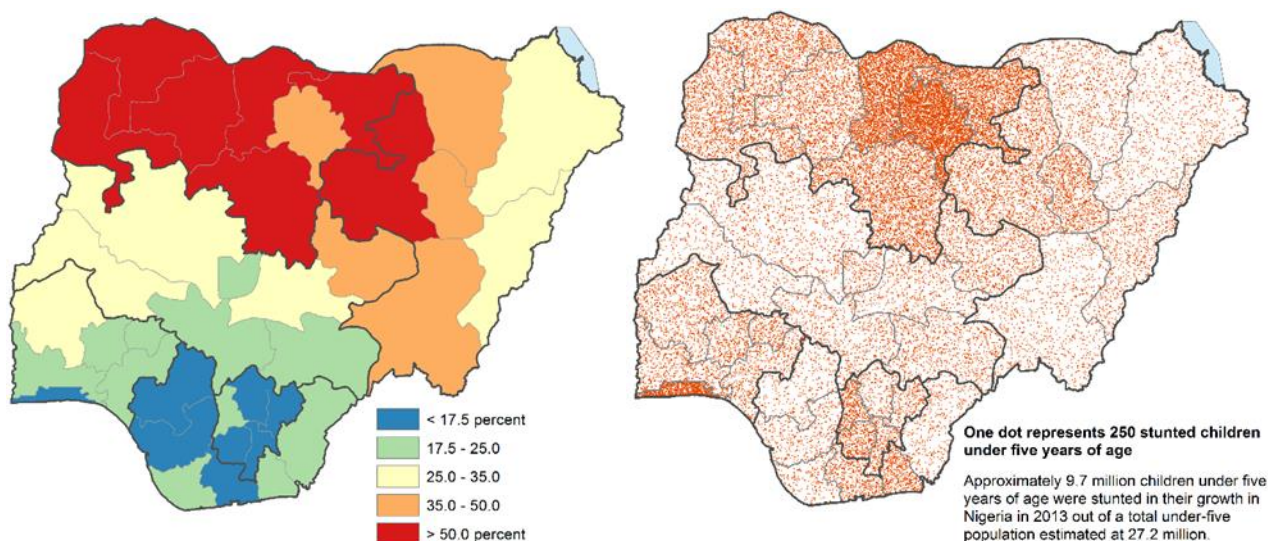 < 17.5 percent
17.5 - 25.0
25.0 - 35.0
35.0 - 50.0
> 50.0 percent
One dot represents 250 stunted children
under five years of age
Approximately 9.7 million children under five
years of age were stunted in their growth in
Nigeria in 2013 out of a total under-five
population estimated at 27.2 million.